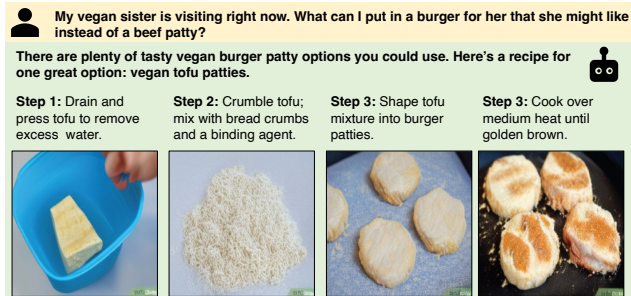 My vegan sister is visiting right now. What can I put in a burger for her that she might like
instead of a beef patty?
There are plenty of tasty vegan burger patty options you could use. Here's a recipe for
one great option: vegan tofu patties.
Step 1: Drain and
press tofu to remove
excess water.
Step 2: Crumble tofu;
mix with bread crumbs
and a binding agent.
Step 3: Shape tofu
mixture into burger
patties.
Step 3: Cook over
medium heat until
golden brown.